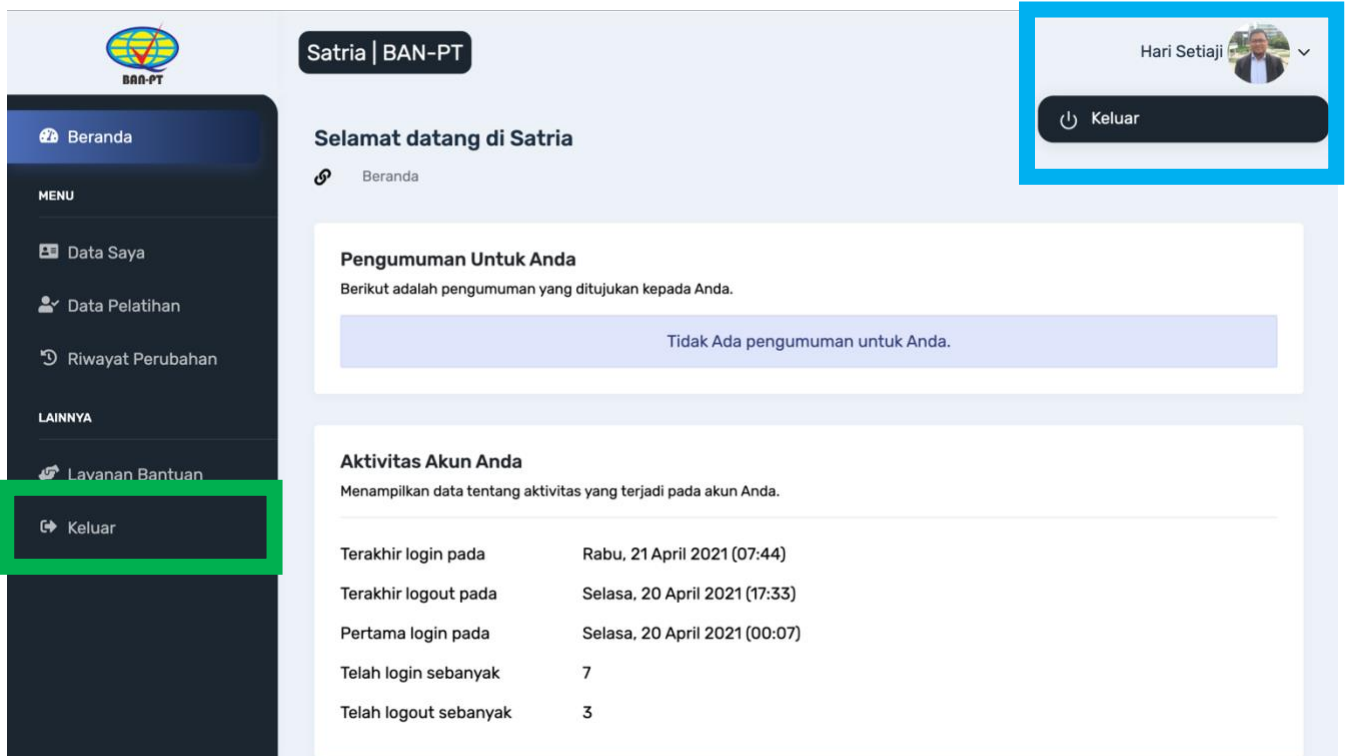 BAN-PT
Satria | BAN-PT
Hari Setiaji
Keluar
Beranda
MENU
Data Saya
Data Pelatihan
Riwayat Perubahan
LAINNYA
Layanan Bantuan
Keluar
Selamat datang di Satria
Beranda
Pengumuman Untuk Anda
Berikut adalah pengumuman yang ditujukan kepada Anda.
Tidak Ada pengumuman untuk Anda.
Aktivitas Akun Anda
Menampilkan data tentang aktivitas yang terjadi pada akun Anda.
Terakhir login pada Rabu, 21 April 2021 (07:44)
Terakhir logout pada Selasa, 20 April 2021 (17:33)
Pertama login pada Selasa, 20 April 2021 (00:07)
Telah login sebanyak 7
Telah logout sebanyak 3